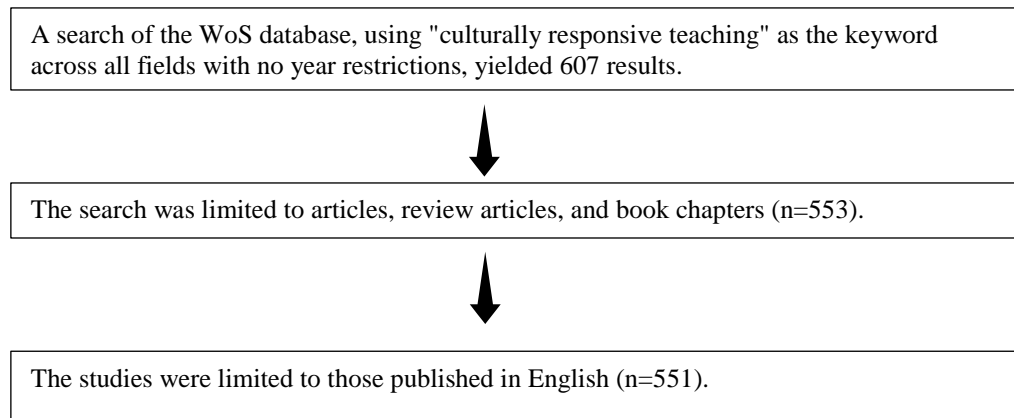 A search of the WoS database, using "culturally responsive teaching" as the keyword
across all fields with no year restrictions, yielded 607 results.
The search was limited to articles, review articles, and book chapters (n=553).
The studies were limited to those published in English (n=551).